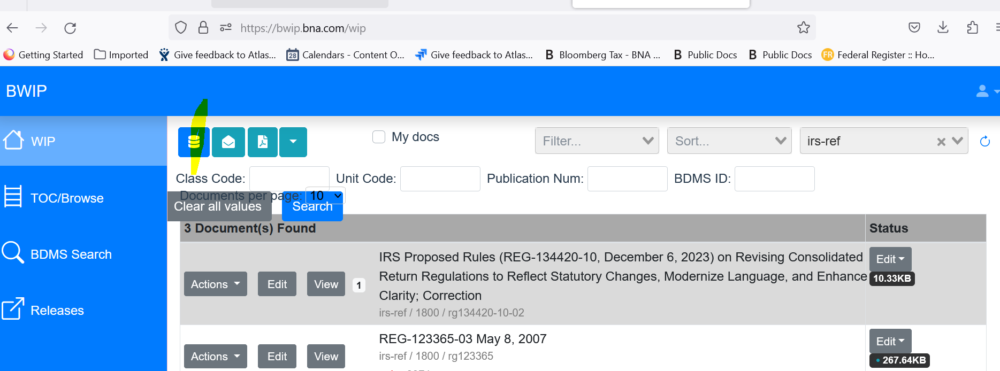 https://bwip.bna.com/wip
Getting Started Imported Give feedback to Atlas... 28 Calendars - Content O... Give feedback to Atlas... B Bloomberg Tax - BNA ... B Public Docs B Public Docs FR Federal Register :: Ho...
BWIP
WIP
TOC/Browse
BDMS Search
Releases
My docs Filter... Sort... irs-ref
Class Code: Unit Code: Publication Num: BDMS ID:
Documents per page: 10
Clear all values Search
3 Document(s) Found Status
Actions Edit View 1
IRS Proposed Rules (REG-134420-10, December 6, 2023) on Revising Consolidated
Return Regulations to Reflect Statutory Changes, Modernize Language, and Enhance
Clarity; Correction
irs-ref / 1800 / rg134420-10-02
Edit
10.33KB
Actions Edit View
REG-123365-03 May 8, 2007
irs-ref / 1800 / rg123365
Edit
267.64KB